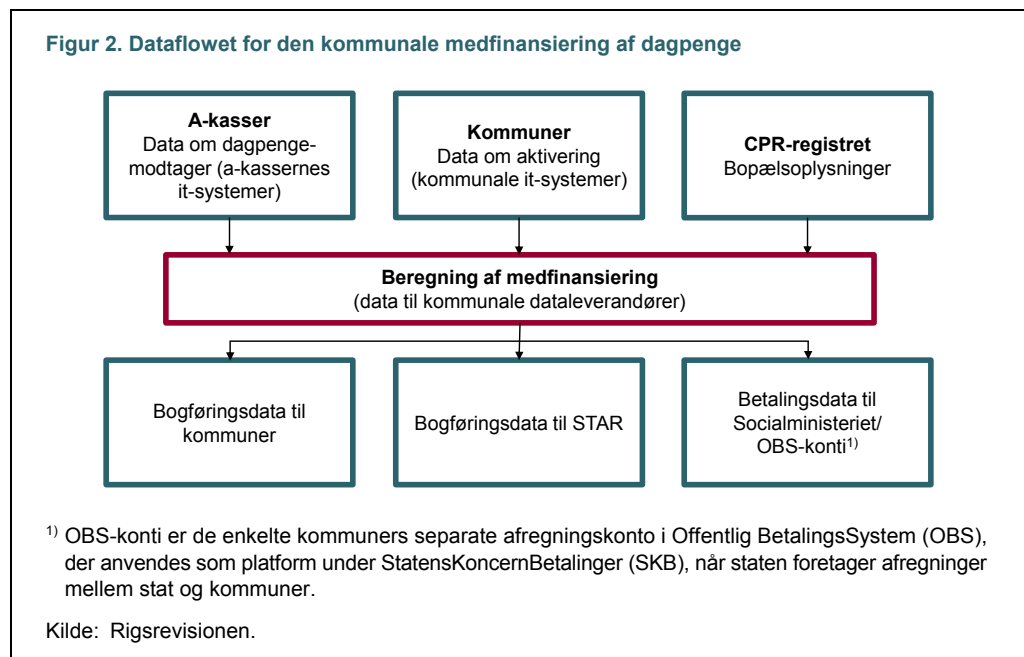 Figur 2. Dataflowet for den kommunale medfinansiering af dagpenge
A-kasser
Data om dagpenge-
modtager (a-kassernes
it-systemer)
Kommuner
Data om aktivering
(kommunale it-systemer)
CPR-registret
Bopælsoplysninger
Beregning af medfinansiering
(data til kommunale dataleverandører)
Bogføringsdata til
kommuner
Bogføringsdata til STAR
Betalingsdata til
Socialministeriet/
OBS-konti1)
1) OBS-konti er de enkelte kommuners separate afregningskonto i Offentlig BetalingsSystem (OBS),
der anvendes som platform under StatensKoncernBetalinger (SKB), når staten foretager afregninger
mellem stat og kommuner.
Kilde: Rigsrevisionen.